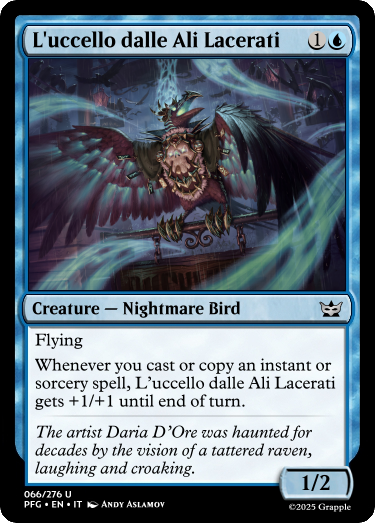 L'uccello dalle Ali Lacerati 1
Creature — Nightmare Bird
Flying
Whenever you cast or copy an instant or
sorcery spell, L'uccello dalle Ali Lacerati
gets +1/+1 until end of turn.
The artist Daria D'Ore was haunted for
decades by the vision of a tattered raven,
laughing and croaking.
1/2
066/276 U
PFG • EN • IT Andy Aslamov
©2025 Grapple